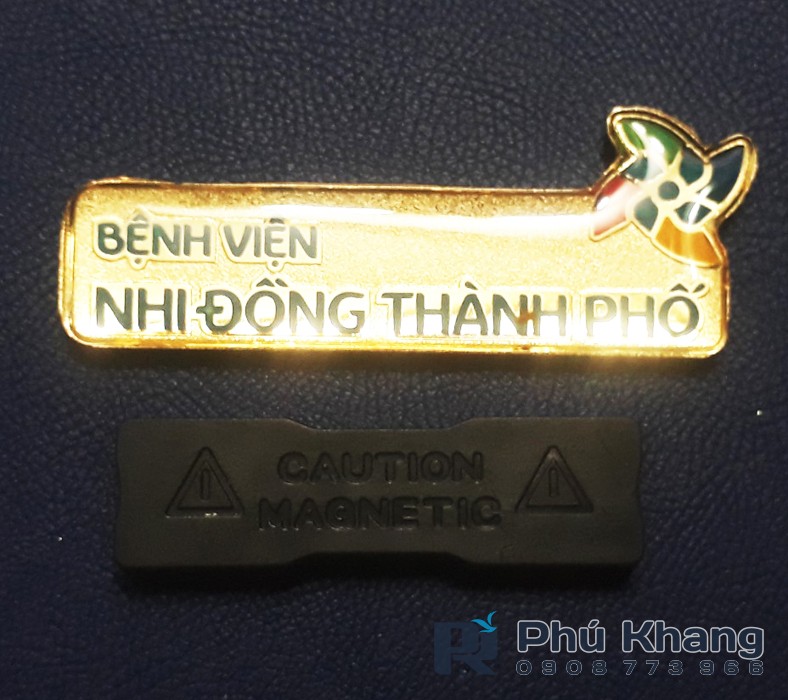 BỆNH VIỆN
NHI ĐỒNG THÀNH PHỐ
CAUTION
MAGNETIC
Phú Khang
0908 773 966